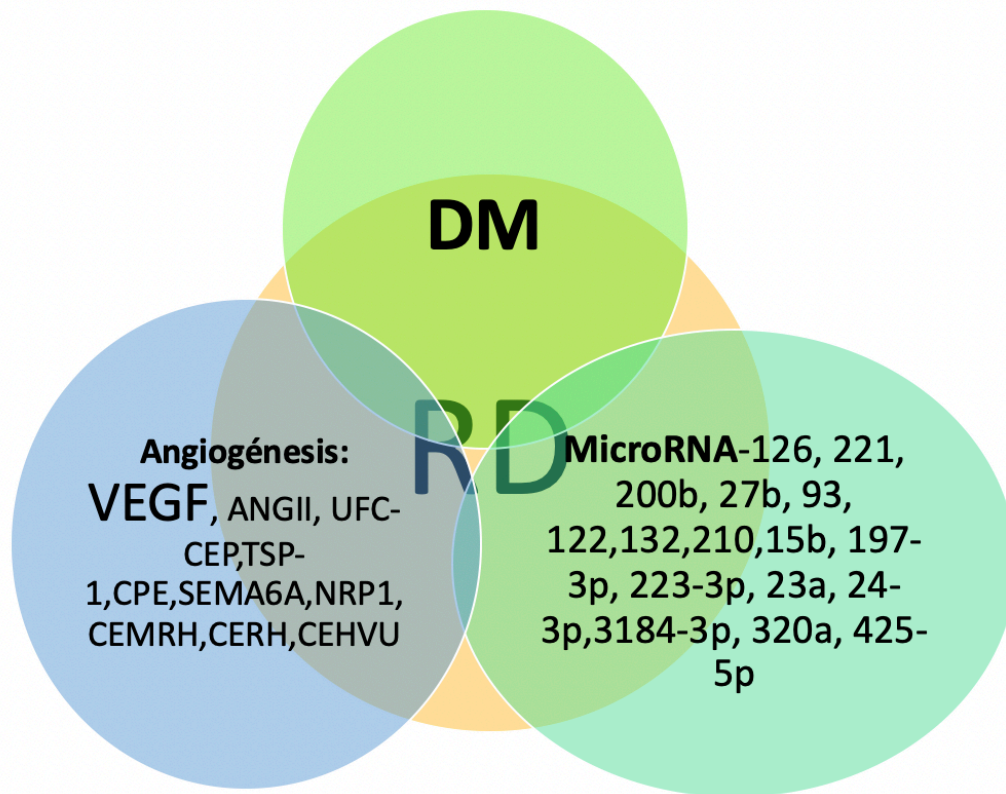 DM
RD
Angiogénesis:
VEGF, ANGII, UFC-
CEP,TSP-
1,CPE,SEMA6A,NRP1,
CEMRH,CERH,CEHVU
MicroRNA-126, 221,
200b, 27b, 93,
122,132,210,15b, 197-
3p, 223-3p, 23a, 24-
3p,3184-3p, 320a, 425-
5p